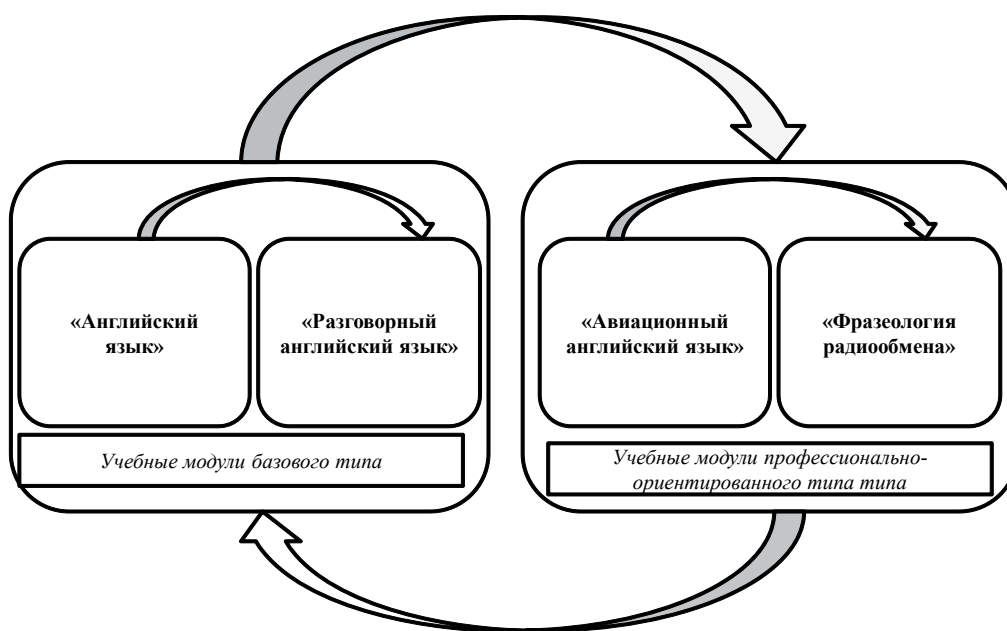 «Английский
язык»
«Разговорный
английский язык»
«Авиационный
английский язык»
«Фразеология
радиообмена»
Учебные модули базового типа
Учебные модули профессионально-
ориентированного типа типа